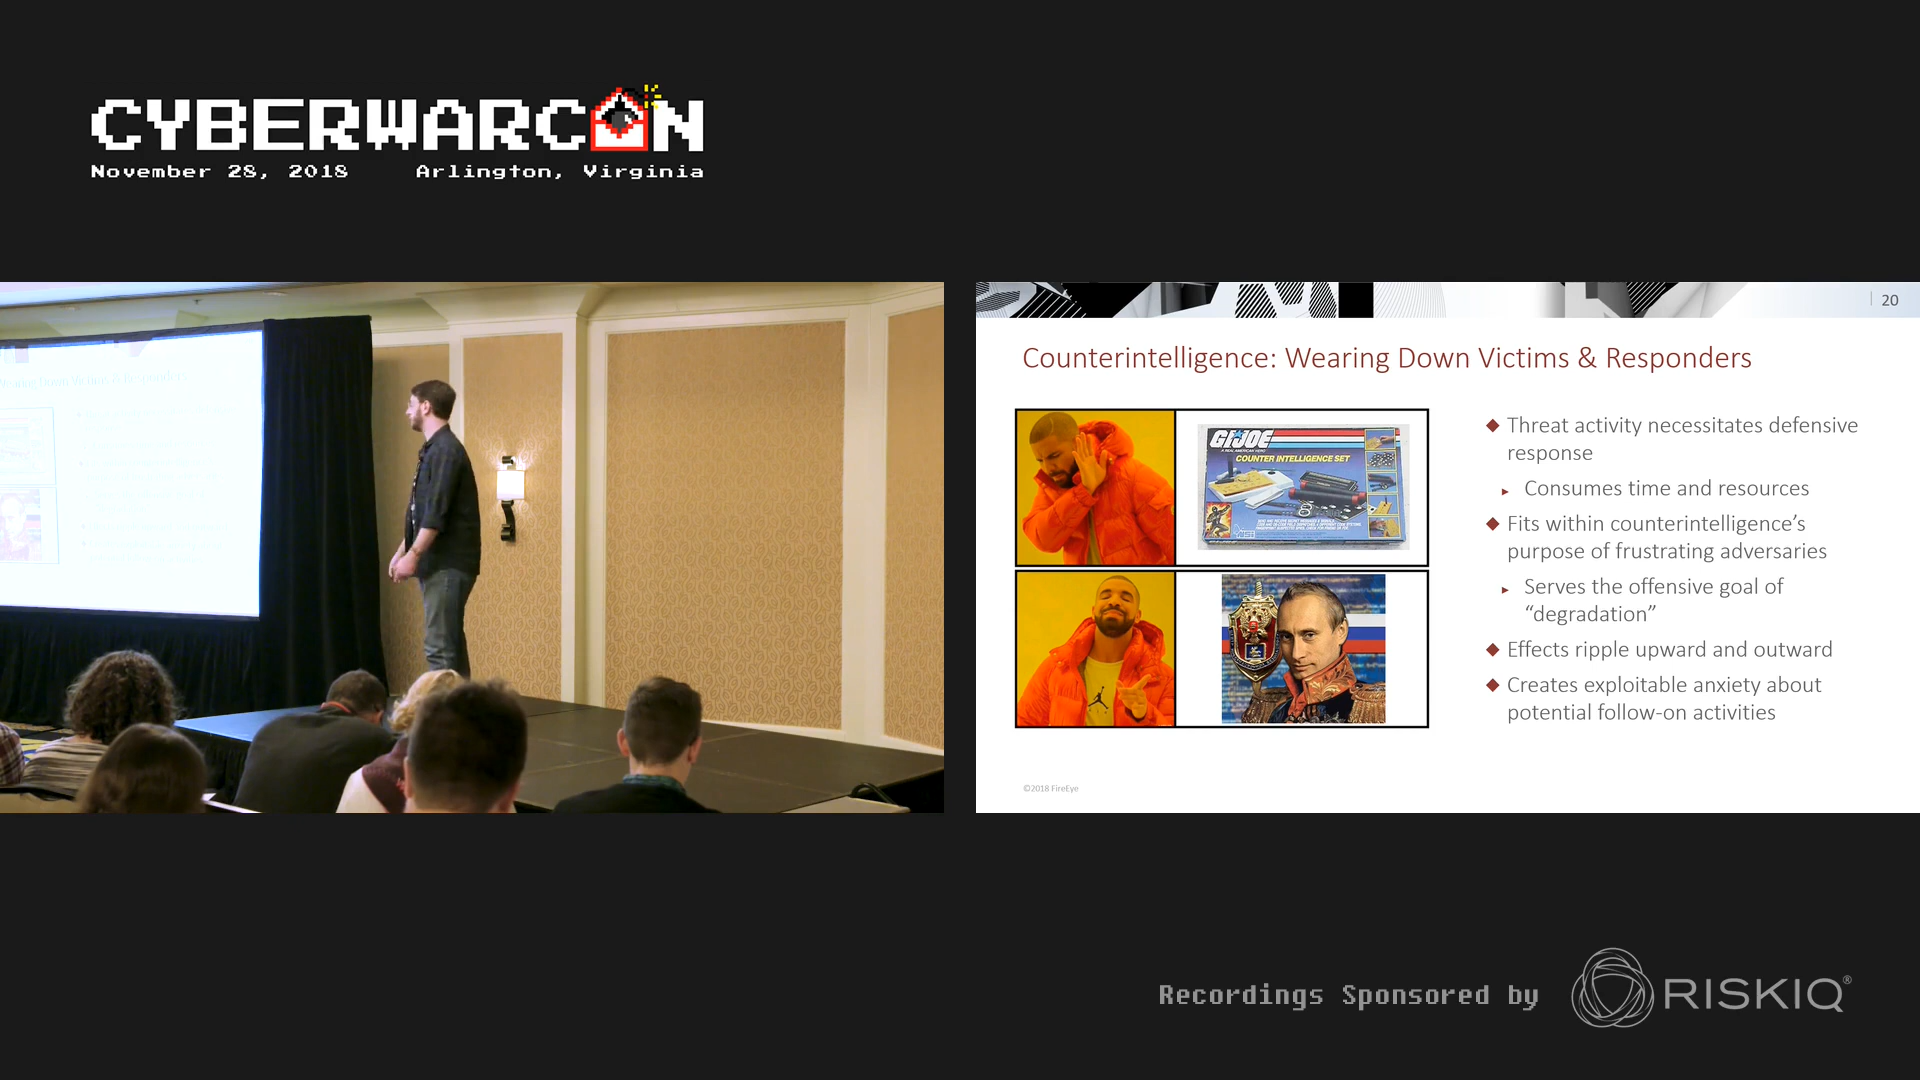 CYBERWARCON
November 28, 2018 Arlington, Virginia
20
Counterintelligence: Wearing Down Victims & Responders
GI JOE
A REAL AMERICAN HERO
COUNTER INTELLIGENCE SET
Threat activity necessitates defensive
response
Consumes time and resources
Fits within counterintelligence’s
purpose of frustrating adversaries
Serves the offensive goal of
“degradation”
Effects ripple upward and outward
Creates exploitable anxiety about
potential follow-on activities
©2018 FireEye
Recordings Sponsored by
RISKIQ®